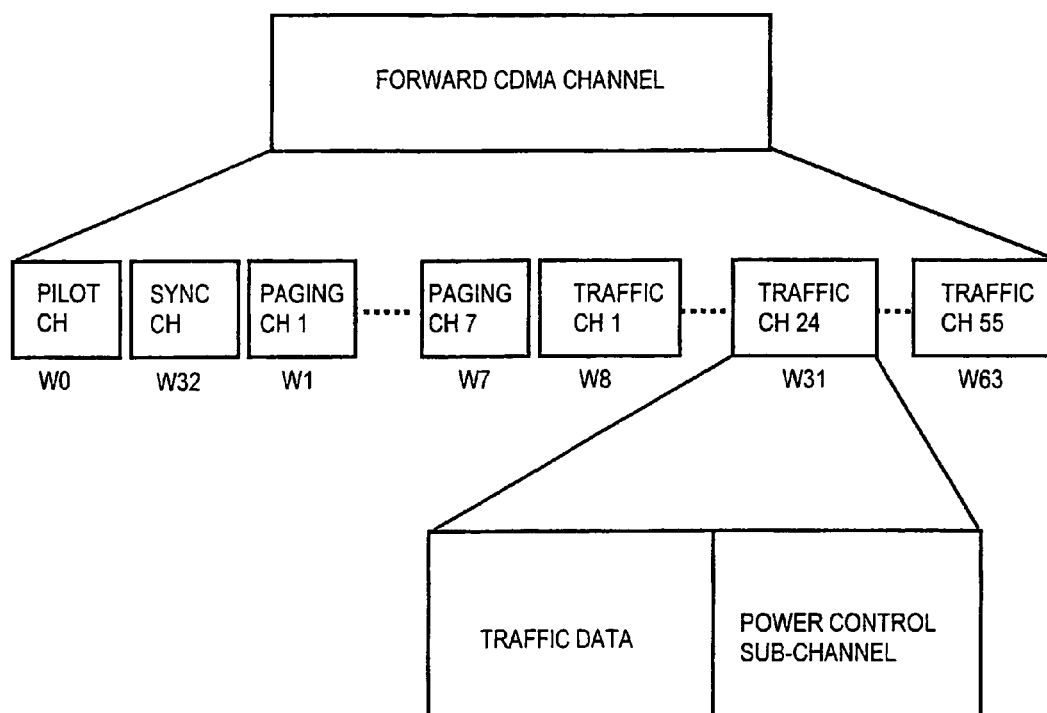 FORWARD CDMA CHANNEL
PILOT
CH
SYNC
CH
PAGING
CH 1
PAGING
CH 7
TRAFFIC
CH 1
TRAFFIC
CH 24
TRAFFIC
CH 55
W0
W32
W1
W7
W8
W31
W63
TRAFFIC DATA
POWER CONTROL
SUB-CHANNEL